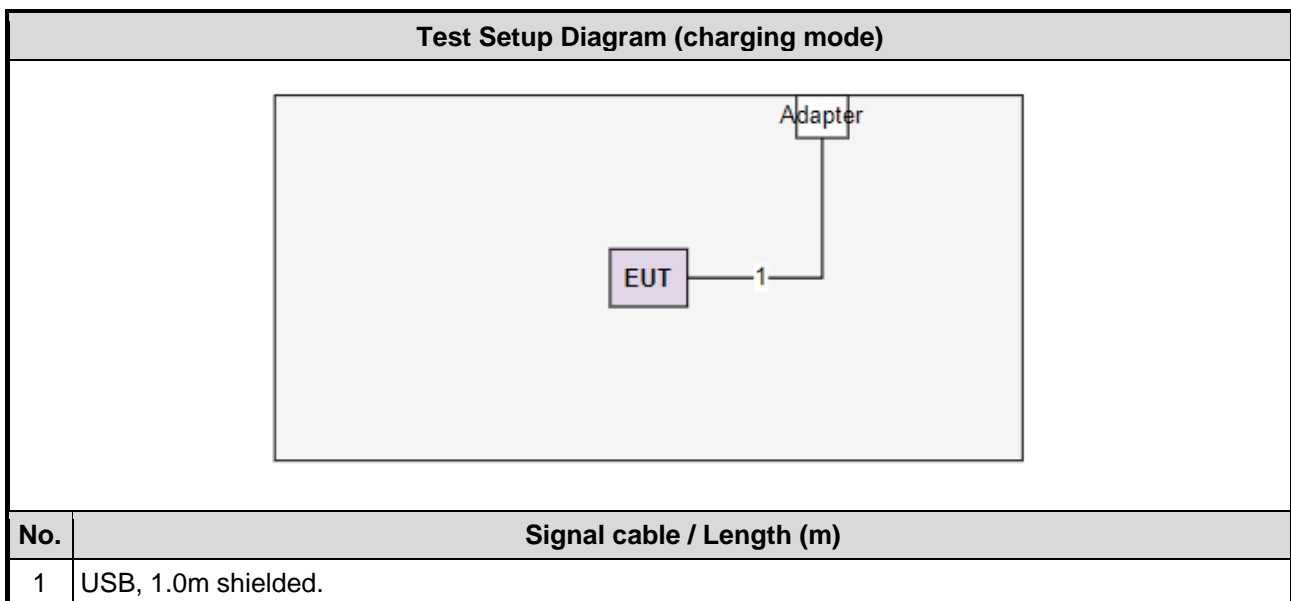 Test Setup Diagram (charging mode)
Adapter
EUT
1
No. Signal cable / Length (m)
1 USB, 1.0m shielded.